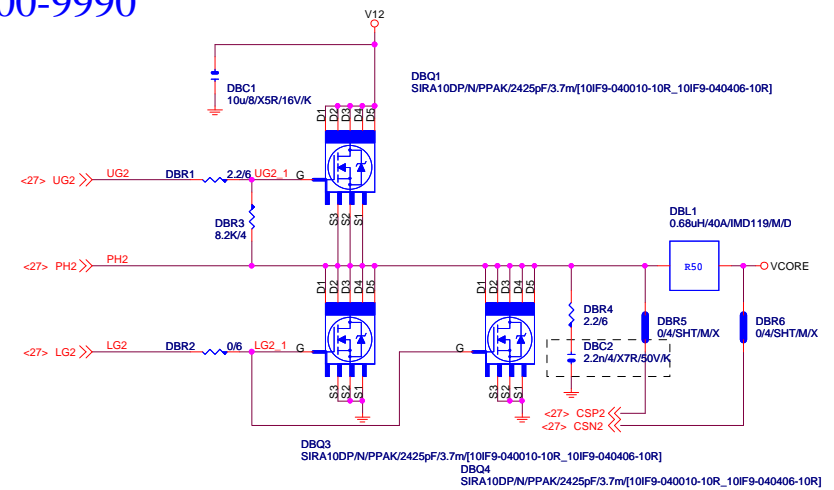 00-9990
V12
DBC1
10u/8/X5R/16V/K
DBQ1
SIRA10DP/N/PPAK/2425pF/3.7m/[10IF9-040010-10R_10IF9-040406-10R]
D1
D2
D3
D4
D5
<27> UG2
UG2
DBR1
2.2/6
UG2_1
G
DBR3
8.2K/4
S3
S2
S1
DBL1
0.68uH/40A/IMD119/M/D
<27> PH2
PH2
R50
VCORE
D1
D2
D3
D4
D5
D1
D2
D3
D4
D5
DBR4
2.2/6
DBR5
0/4/SHT/M/X
DBR6
0/4/SHT/M/X
<27> LG2
LG2
DBR2
0/6
LG2_1
G
G
DBC2
2.2n/4/X7R/50V/K
S3
S2
S1
S3
S2
S1
<27> CSP2
<27> CSN2
DBQ3
SIRA10DP/N/PPAK/2425pF/3.7m/[10IF9-040010-10R_10IF9-040406-10R]
DBQ4
SIRA10DP/N/PPAK/2425pF/3.7m/[10IF9-040010-10R_10IF9-040406-10R]